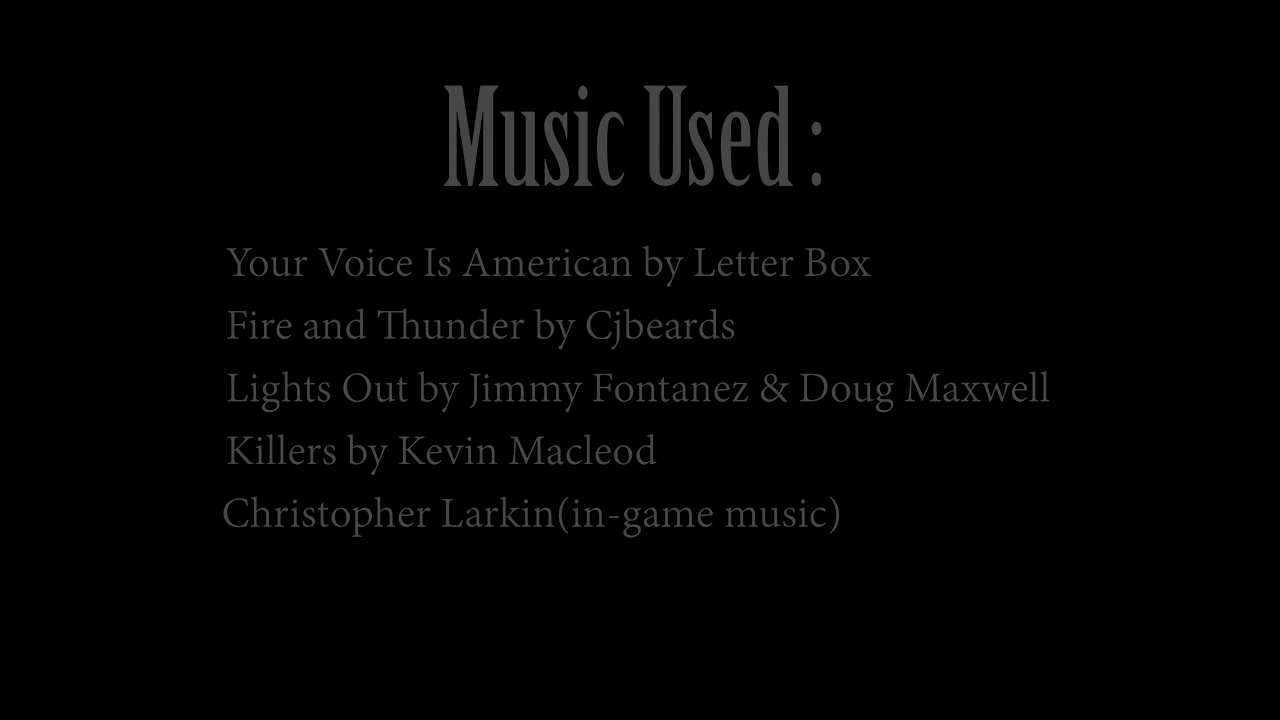 Music Used :
Your Voice Is American by Letter Box
Fire and Thunder by Cjbeards
Lights Out by Jimmy Fontanez & Doug Maxwell
Killers by Kevin Macleod
Christopher Larkin(in-game music)